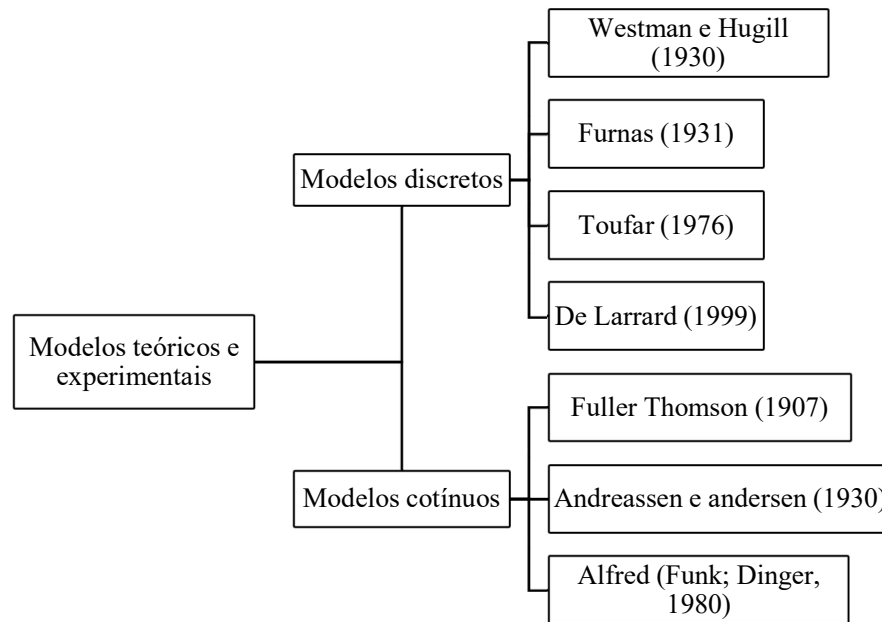 Westman e Hugill
(1930)
Furnas (1931)
Modelos discretos
Toufar (1976)
De Larrard (1999)
Modelos teóricos e
experimentais
Fuller Thomson (1907)
Modelos cotínuos
Andreassen e andersen (1930)
Alfred (Funk; Dinger,
1980)